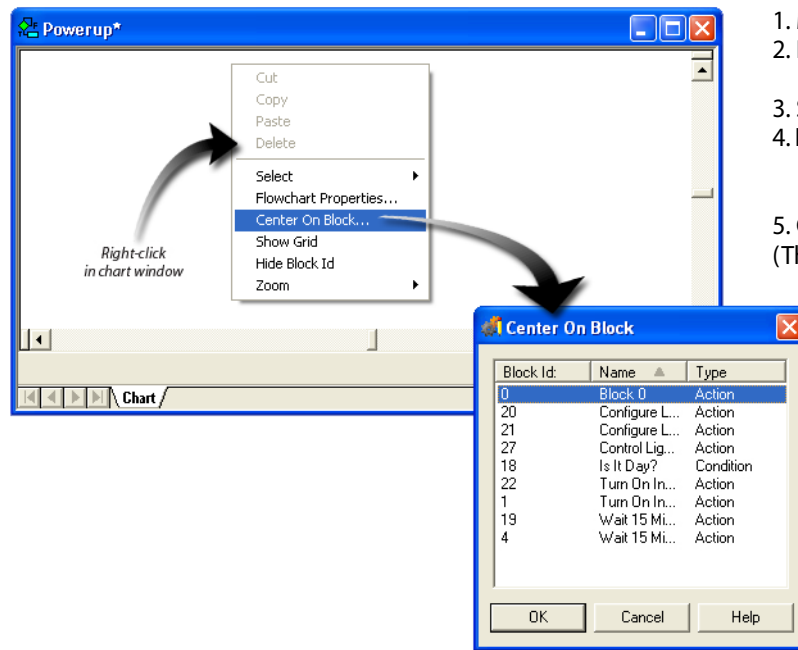 Powerup*
Cut
Copy
Paste
Delete
Select
Flowchart Properties...
Center On Block...
Show Grid
Hide Block Id
Zoom
Right-click
in chart window
Chart
1.
2.
3.
4.
5.
(Th
Center On Block
Block Id: Name Type
0 Block 0 Action
20 Configure L... Action
21 Configure L... Action
27 Control Lig... Action
18 Is It Day? Condition
22 Turn On In... Action
1 Turn On In... Action
19 Wait 15 Mi... Action
4 Wait 15 Mi... Action
OK Cancel Help